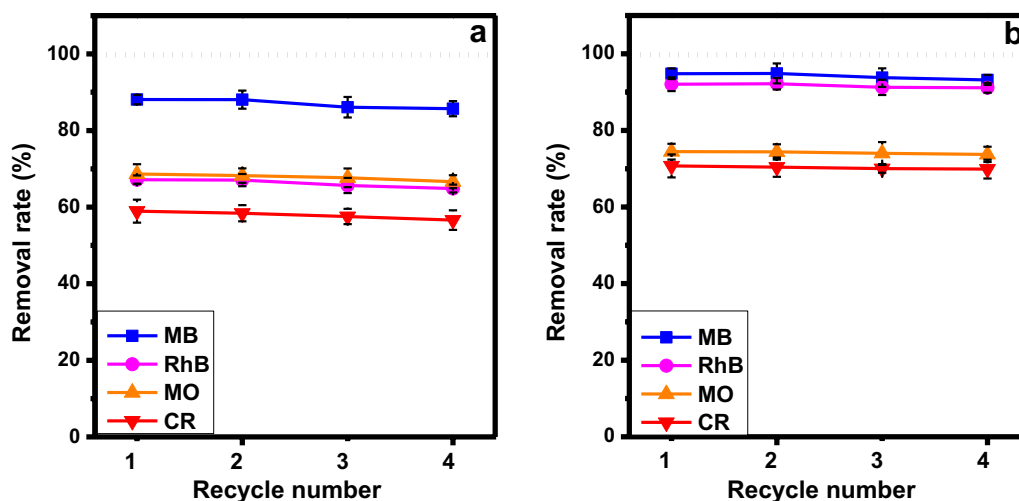 a
Removal rate (%)
100
80
60
40
20
0
MB
RhB
MO
CR
1 2 3 4
Recycle number
b
Removal rate (%)
100
80
60
40
20
0
MB
RhB
MO
CR
1 2 3 4
Recycle number